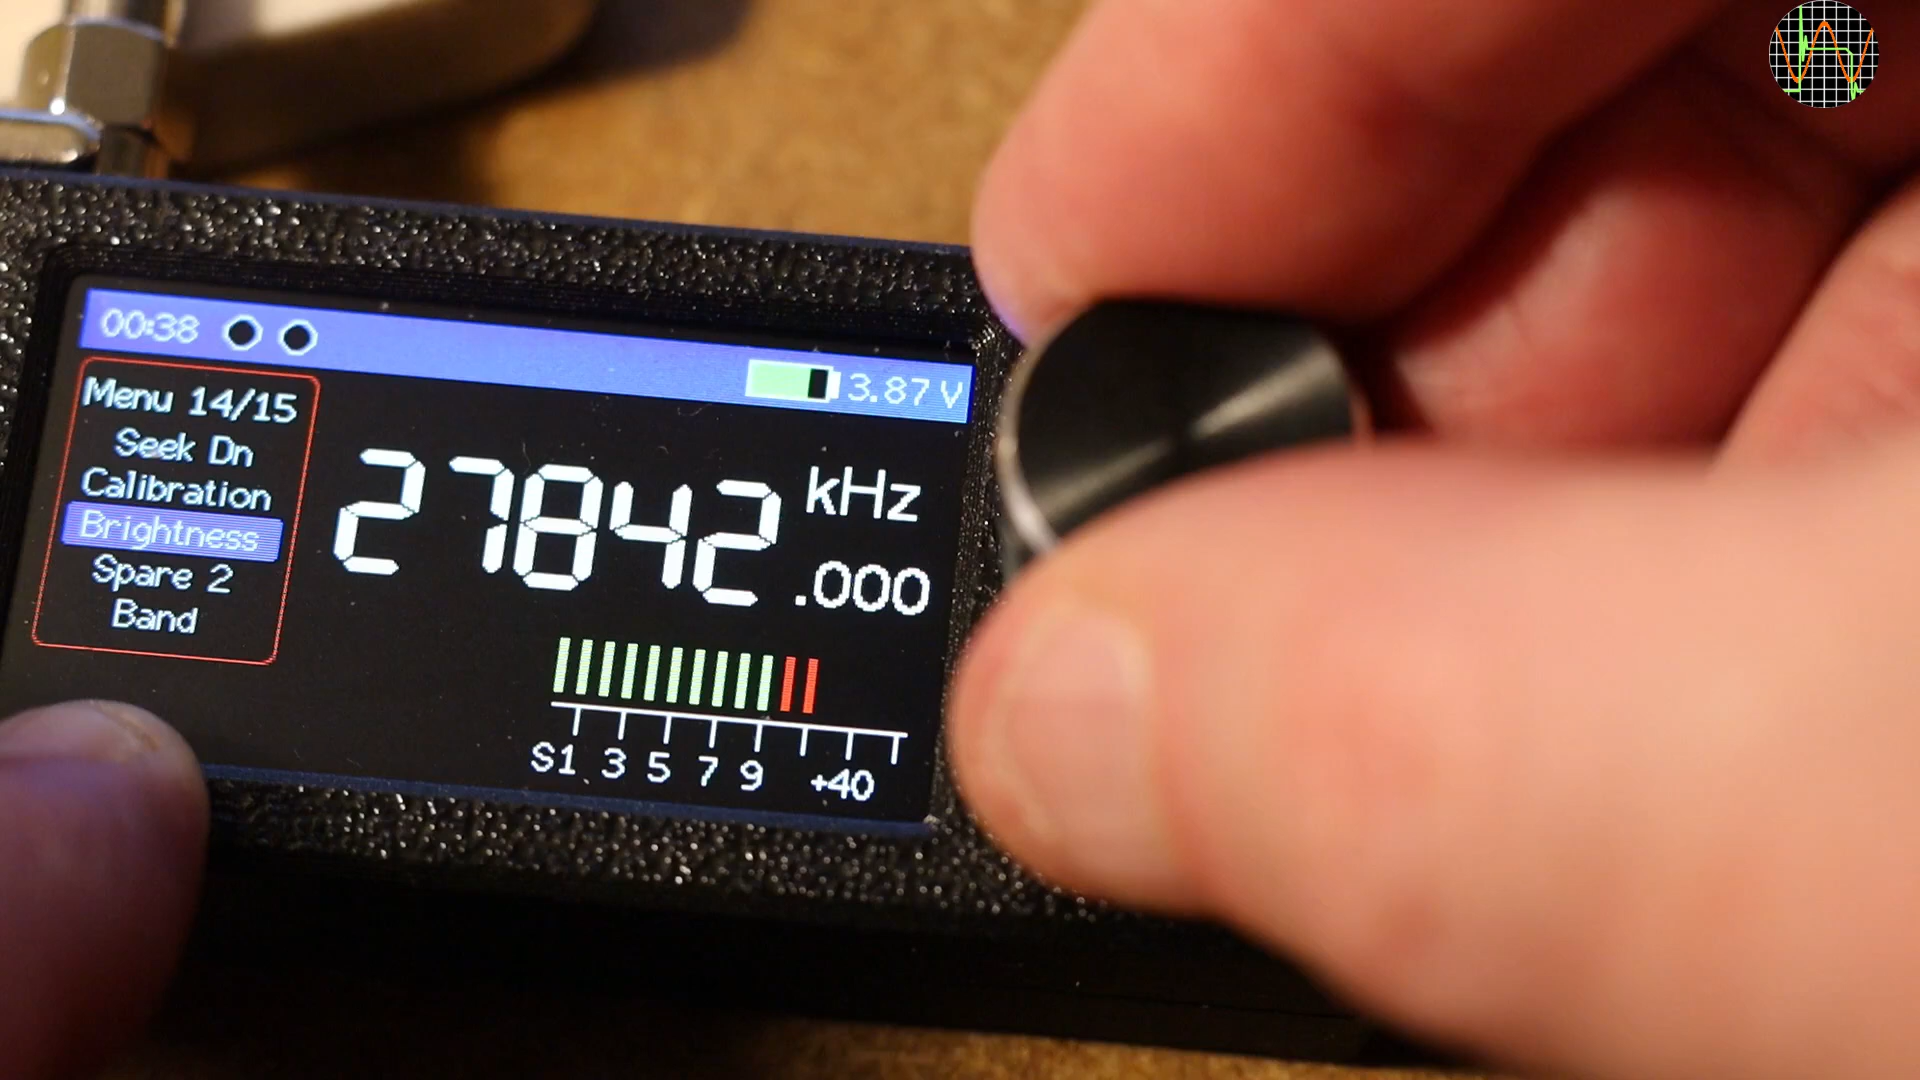 00:38
3.87 V
Menu 14/15
Seek Dn
Calibration
Brightness
Spare 2
Band
27842 kHz
.000
S1 3 5 7 9 +40